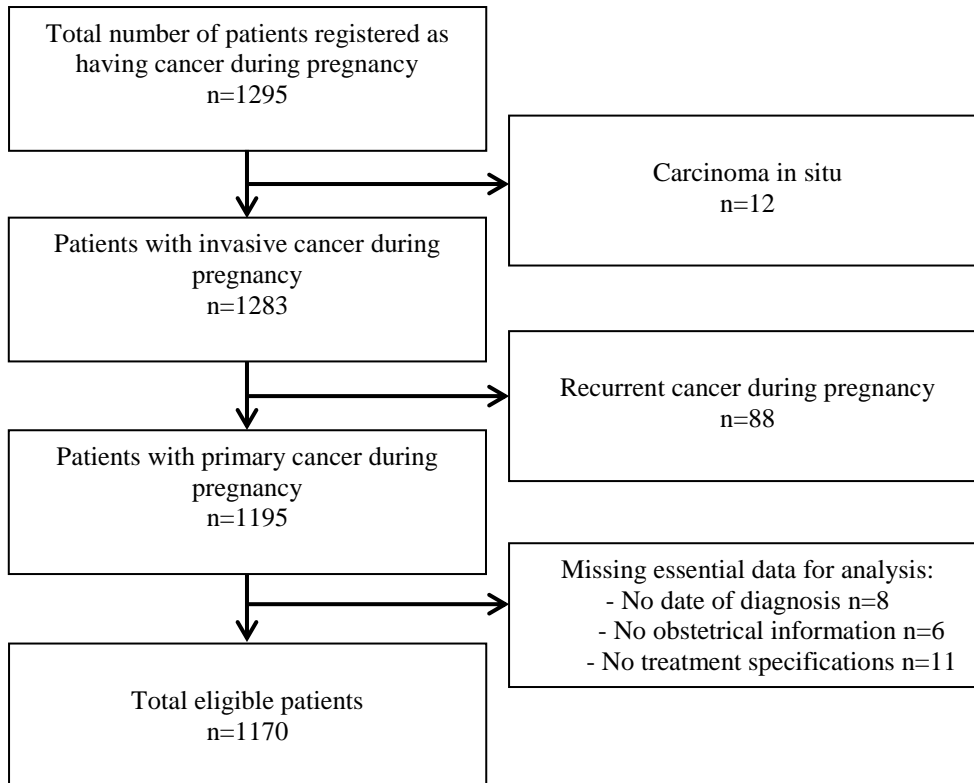 Total number of patients registered as
having cancer during pregnancy
n=1295
Carcinoma in situ
n=12
Patients with invasive cancer during
pregnancy
n=1283
Recurrent cancer during pregnancy
n=88
Patients with primary cancer during
pregnancy
n=1195
Missing essential data for analysis:
- No date of diagnosis n=8
- No obstetrical information n=6
- No treatment specifications n=11
Total eligible patients
n=1170